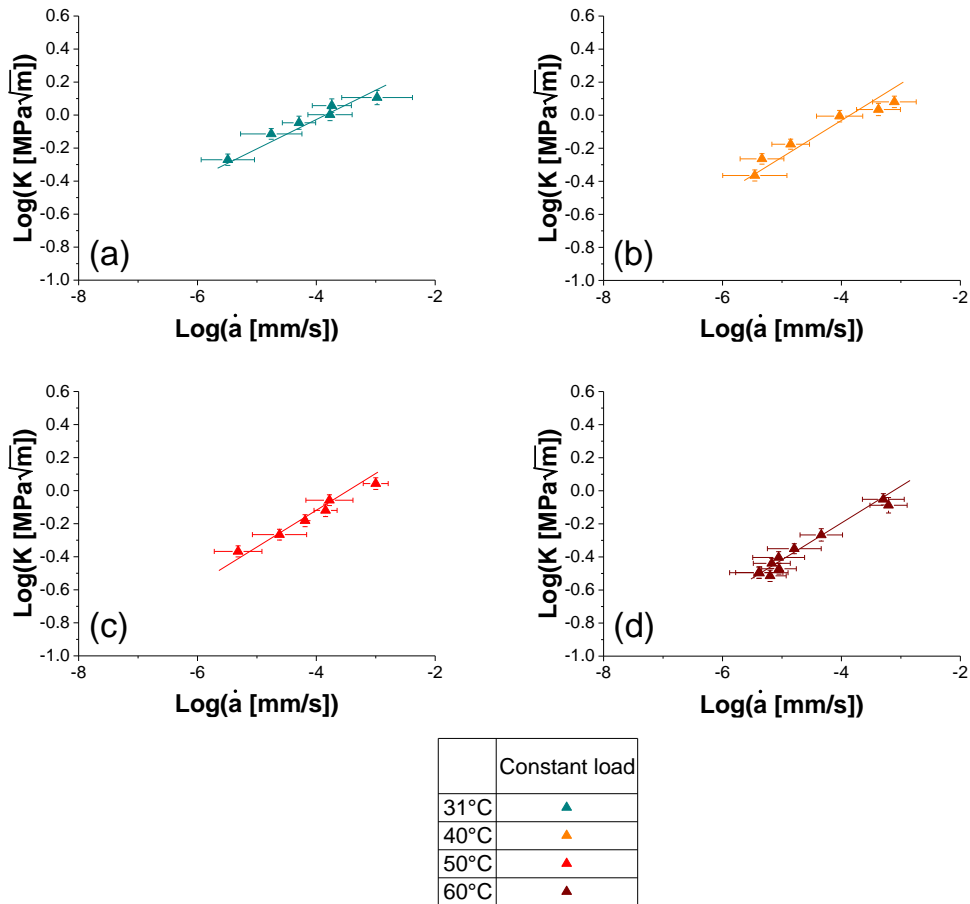 0.6
0.4
0.2
0.0
-0.2
-0.4
-0.6
-0.8
-1.0
Log(K [MPa√m])
(a)
-8 -6 -4 -2
Log(ȧ [mm/s])
0.6
0.4
0.2
0.0
-0.2
-0.4
-0.6
-0.8
-1.0
Log(K [MPa√m])
(b)
-8 -6 -4 -2
Log(ȧ [mm/s])
0.6
0.4
0.2
0.0
-0.2
-0.4
-0.6
-0.8
-1.0
Log(K [MPa√m])
(c)
-8 -6 -4 -2
Log(ȧ [mm/s])
0.6
0.4
0.2
0.0
-0.2
-0.4
-0.6
-0.8
-1.0
Log(K [MPa√m])
(d)
-8 -6 -4 -2
Log(ȧ [mm/s])
Constant load
31°C
40°C
50°C
60°C